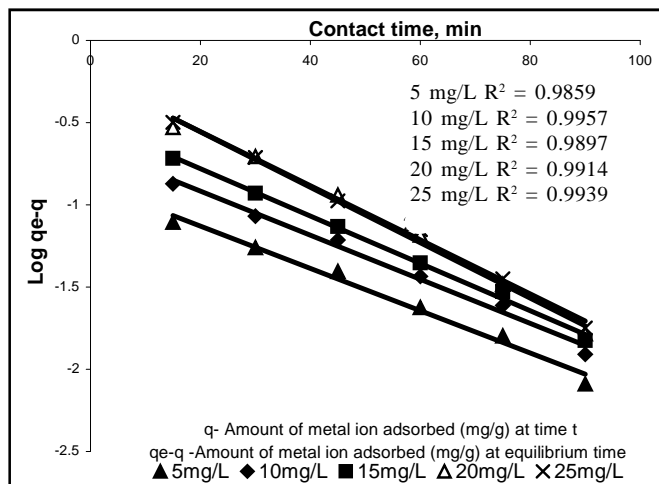 Contact time, min
0
0 20 40 60 80 100
5 mg/L R² = 0.9859
10 mg/L R² = 0.9957
15 mg/L R² = 0.9897
20 mg/L R² = 0.9914
25 mg/L R² = 0.9939
-0.5
-1
-1.5
-2
-2.5
Log qe-q
q- Amount of metal ion adsorbed (mg/g) at time t
qe-q -Amount of metal ion adsorbed (mg/g) at equilibrium time
5mg/L 10mg/L 15mg/L 20mg/L 25mg/L